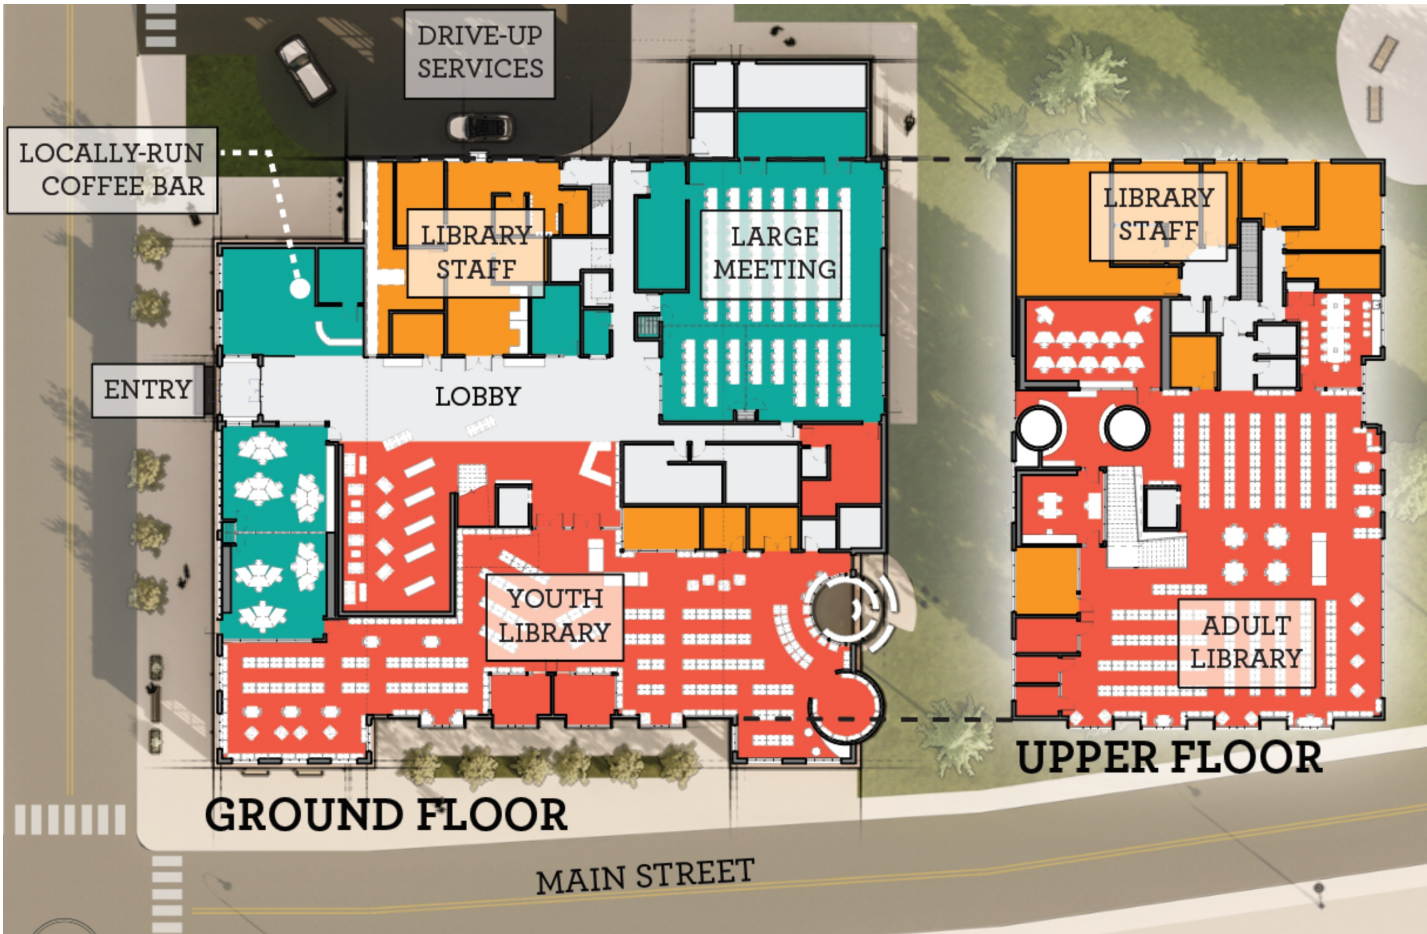 DRIVE-UP
SERVICES
LOCALLY-RUN
COFFEE BAR
LIBRARY
STAFF
LARGE
MEETING
LIBRARY
STAFF
ENTRY
LOBBY
YOUTH
LIBRARY
ADULT
LIBRARY
UPPER FLOOR
GROUND FLOOR
MAIN STREET